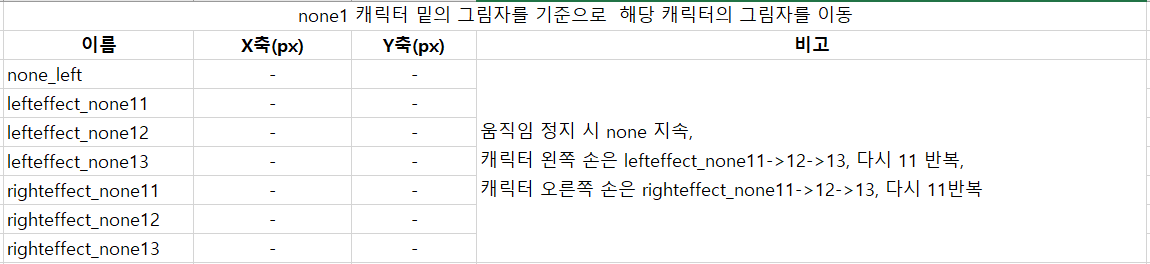 none1 캐릭터 밑의 그림자를 기준으로 해당 캐릭터의 그림자를 이동
이름 X축(px) Y축(px) 비고
none_left - -
lefteffect_none11 - -
lefteffect_none12 - -
lefteffect_none13 - -
righteffect_none11 - -
righteffect_none12 - -
righteffect_none13 - -
움직임 정지 시 none 지속,
캐릭터 왼쪽 손은 lefteffect_none11->12->13, 다시 11 반복,
캐릭터 오른쪽 손은 righteffect_none11->12->13, 다시 11반복